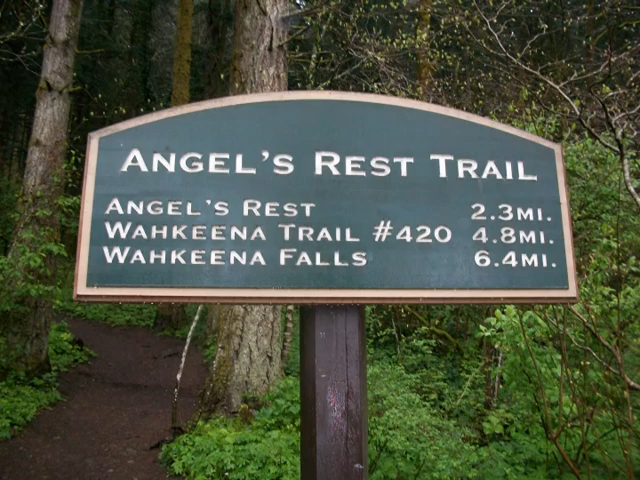 ANGEL'S REST TRAIL
ANGEL'S REST 2.3MI.
WAHKEENA TRAIL #420 4.8MI.
WAHKEENA FALLS 6.4MI.